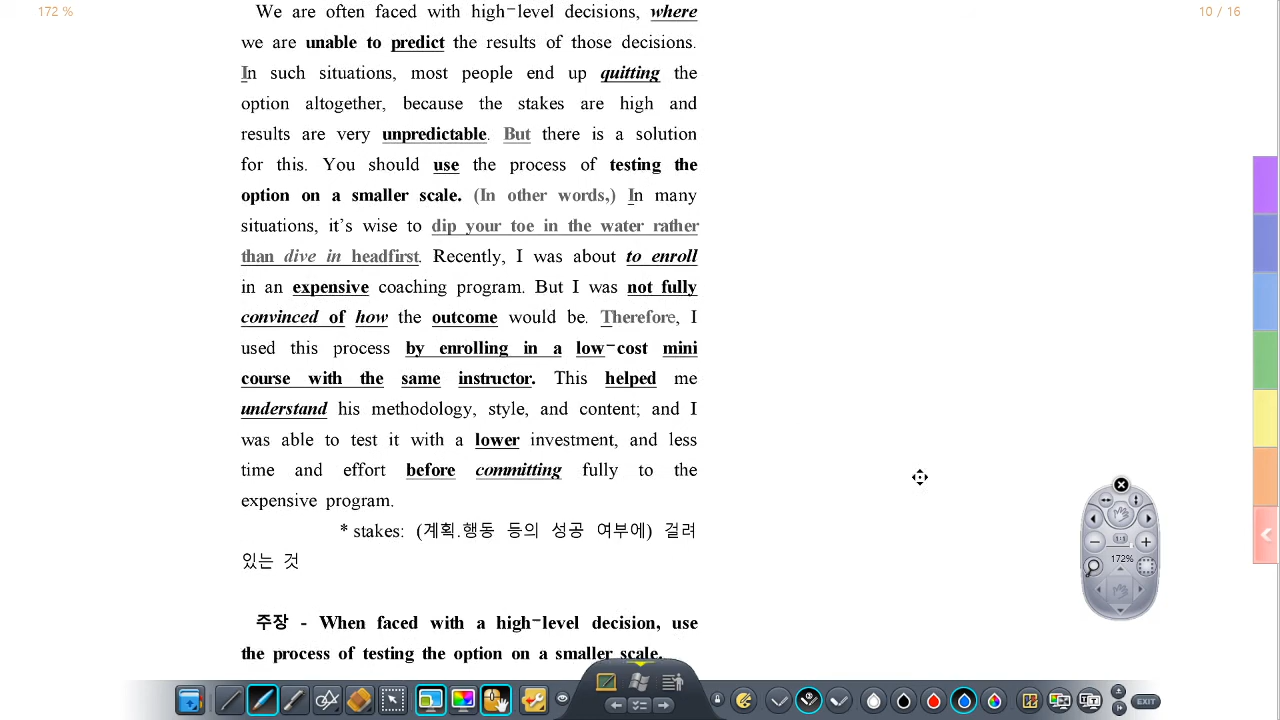 172 %
10 / 16
We are often faced with high-level decisions, where
we are unable to predict the results of those decisions.
In such situations, most people end up quitting the
option altogether, because the stakes are high and
results are very unpredictable. But there is a solution
for this. You should use the process of testing the
option on a smaller scale. (In other words,) In many
situations, it's wise to dip your toe in the water rather
than dive in headfirst. Recently, I was about to enroll
in an expensive coaching program. But I was not fully
convinced of how the outcome would be. Therefore, I
used this process by enrolling in a low-cost mini
course with the same instructor. This helped me
understand his methodology, style, and content; and I
was able to test it with a lower investment, and less
time and effort before committing fully to the
expensive program.
* stakes: (계획.행동 등의 성공 여부에) 걸려
있는 것
주장 - When faced with a high-level decision, use
the process of testing the option on a smaller scale.
1:1
172%
EXIT